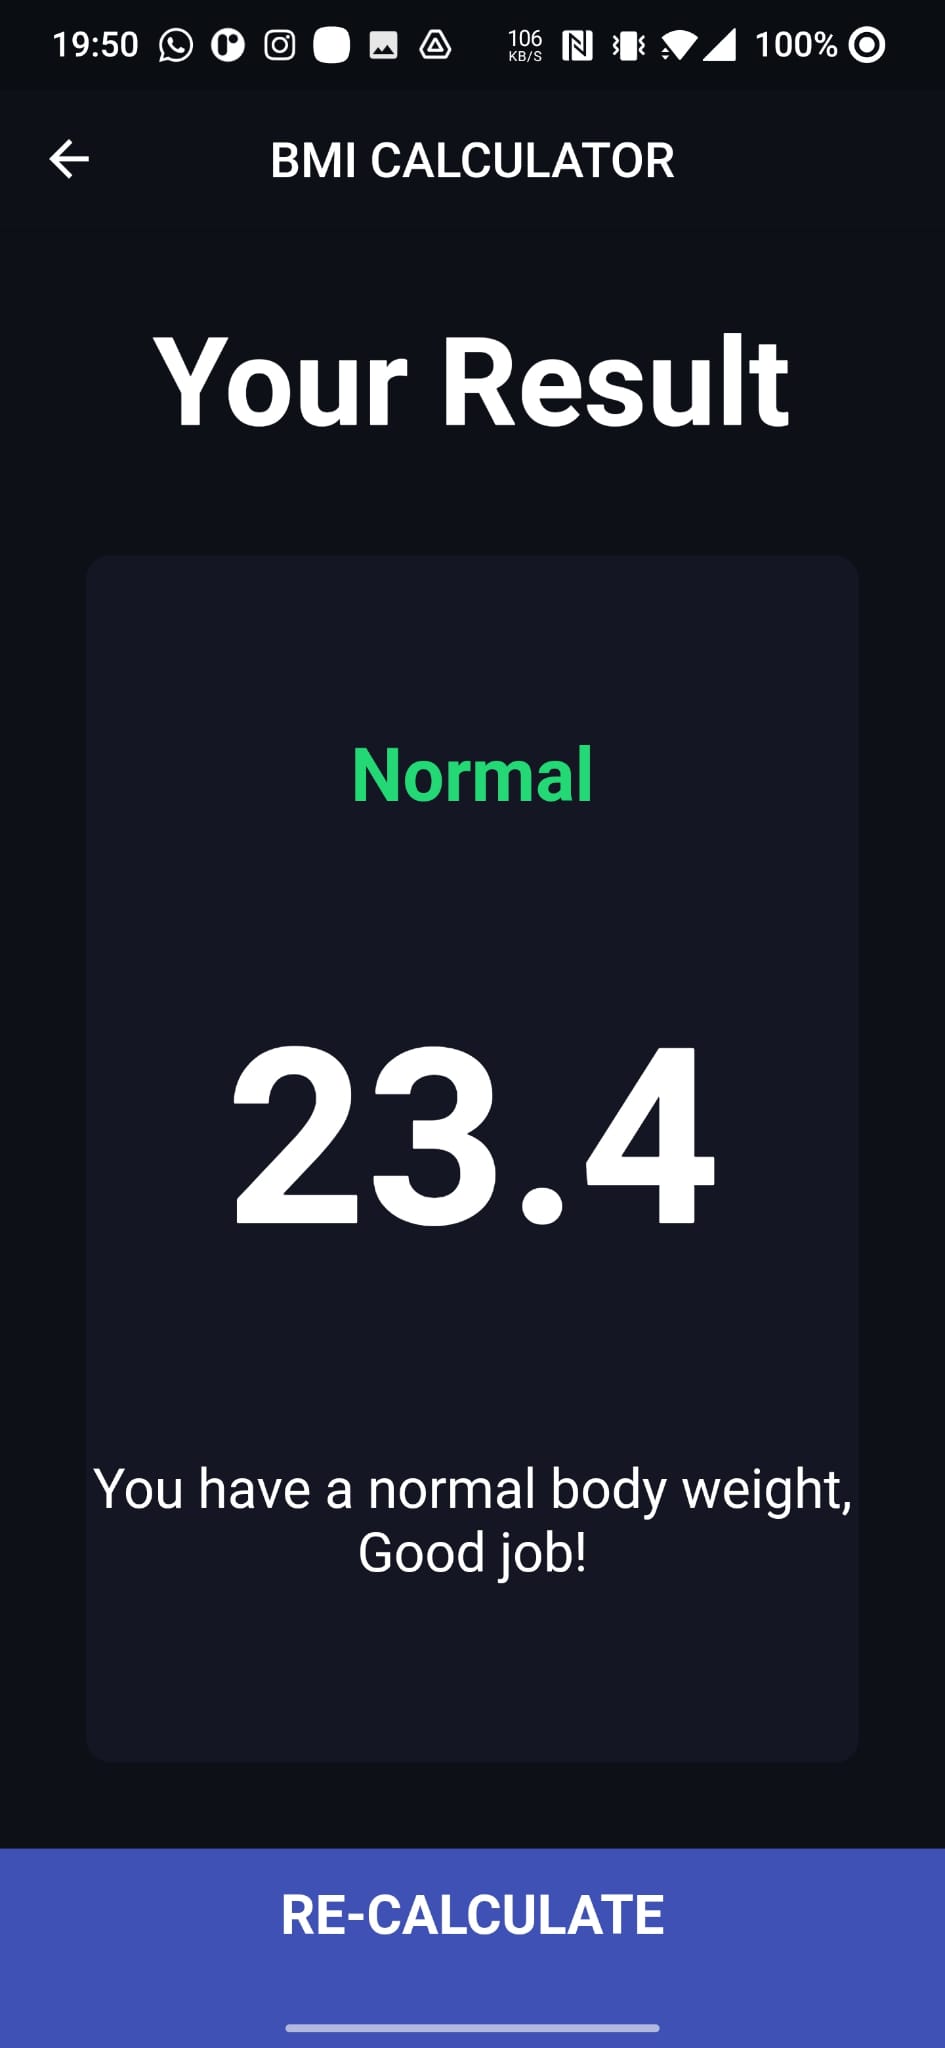 19:50 106 KB/S 100%
BMI CALCULATOR
Your Result
Normal
23.4
You have a normal body weight,
Good job!
RE-CALCULATE